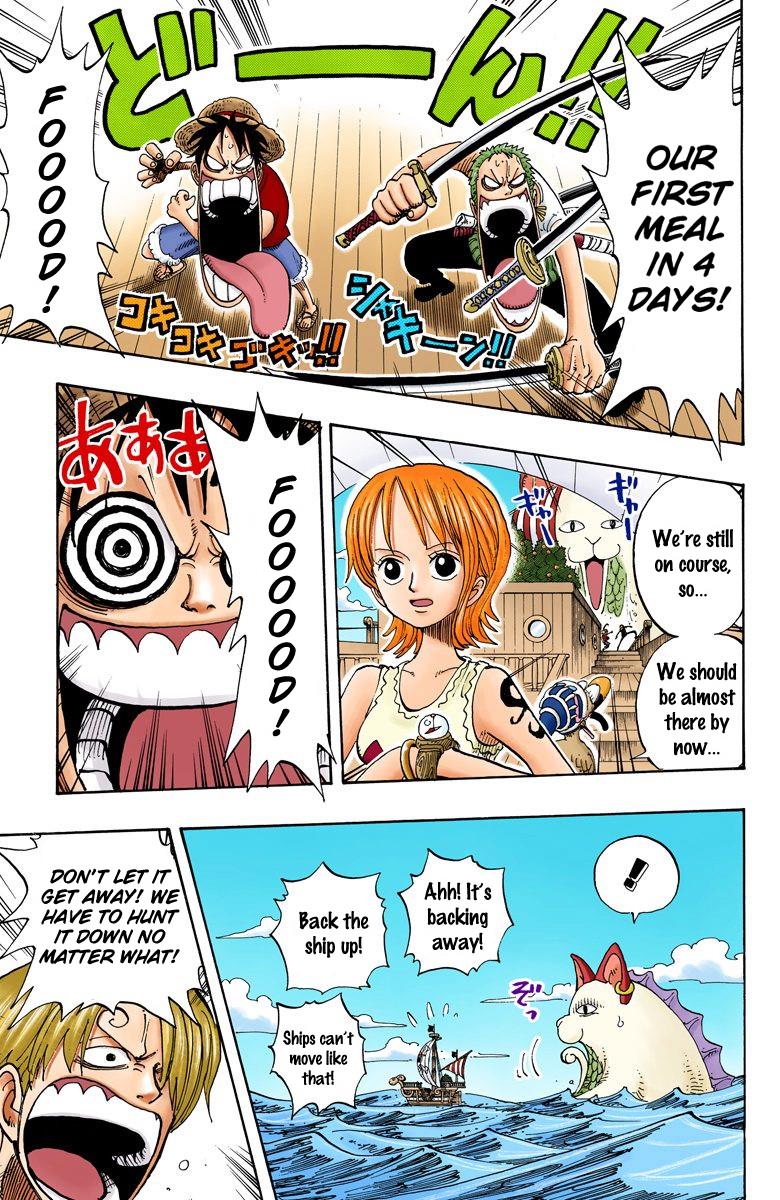 どーん!!
OUR
FIRST
MEAL
IN 4
DAYS!
FOOOOD!
シャキーン!!
コキコキゴキッ!!
We're still
on course,
so...
We should
be almost
there by
now...
ギャー
ギャー
FOOOOOD!
あああ
!
ぞっ
Ahh! It's
backing
away!
Back the
ship up!
Ships can't
move like
that!
DON'T LET IT
GET AWAY! WE
HAVE TO HUNT
IT DOWN NO
MATTER WHAT!